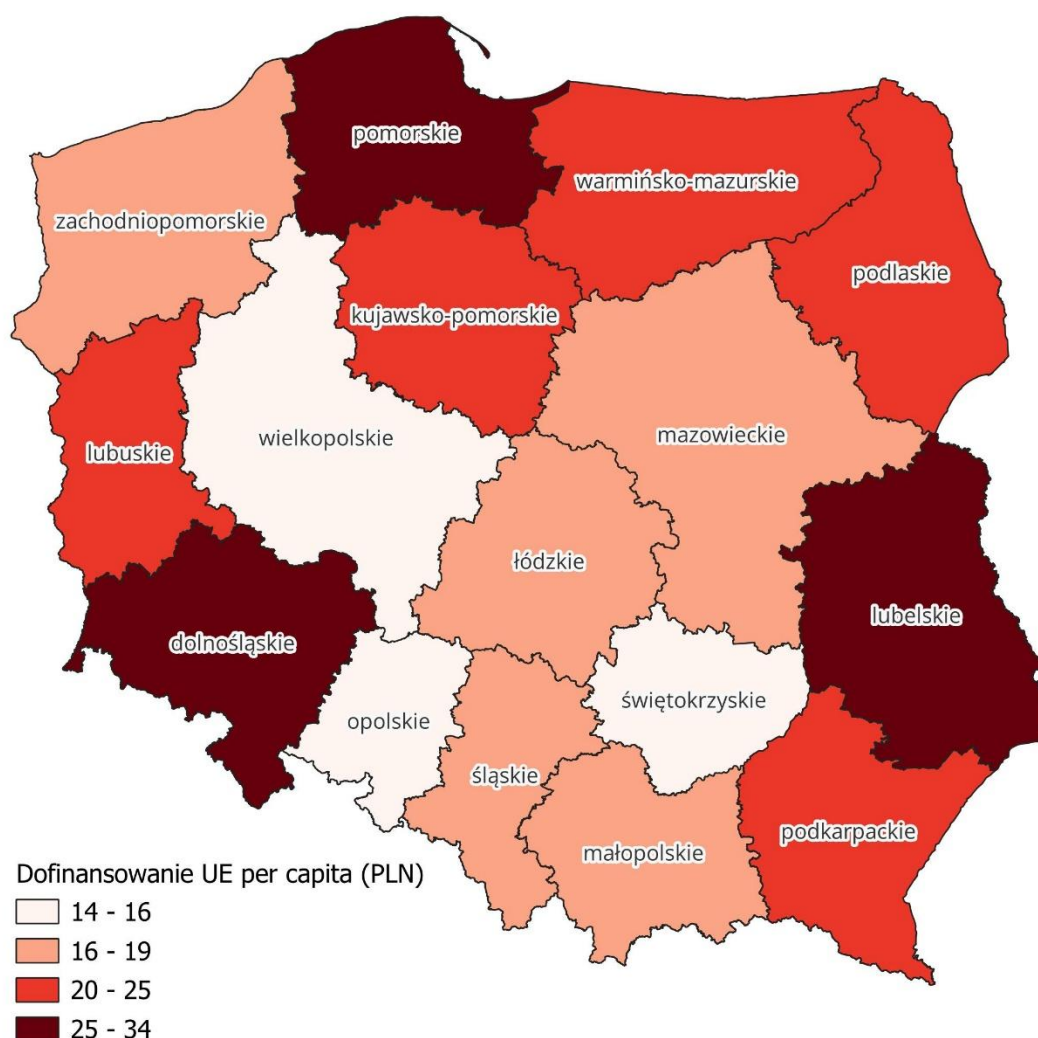 pomorskie
warmińsko-mazurskie
zachodniopomorskie
podlaskie
kujawsko-pomorskie
wielkopolskie
mazowieckie
lubuskie
łódzkie
lubelskie
dolnośląskie
świętokrzyskie
opolskie
śląskie
podkarpackie
małopolskie
Dofinansowanie UE per capita (PLN)
14 - 16
16 - 19
20 - 25
25 - 34